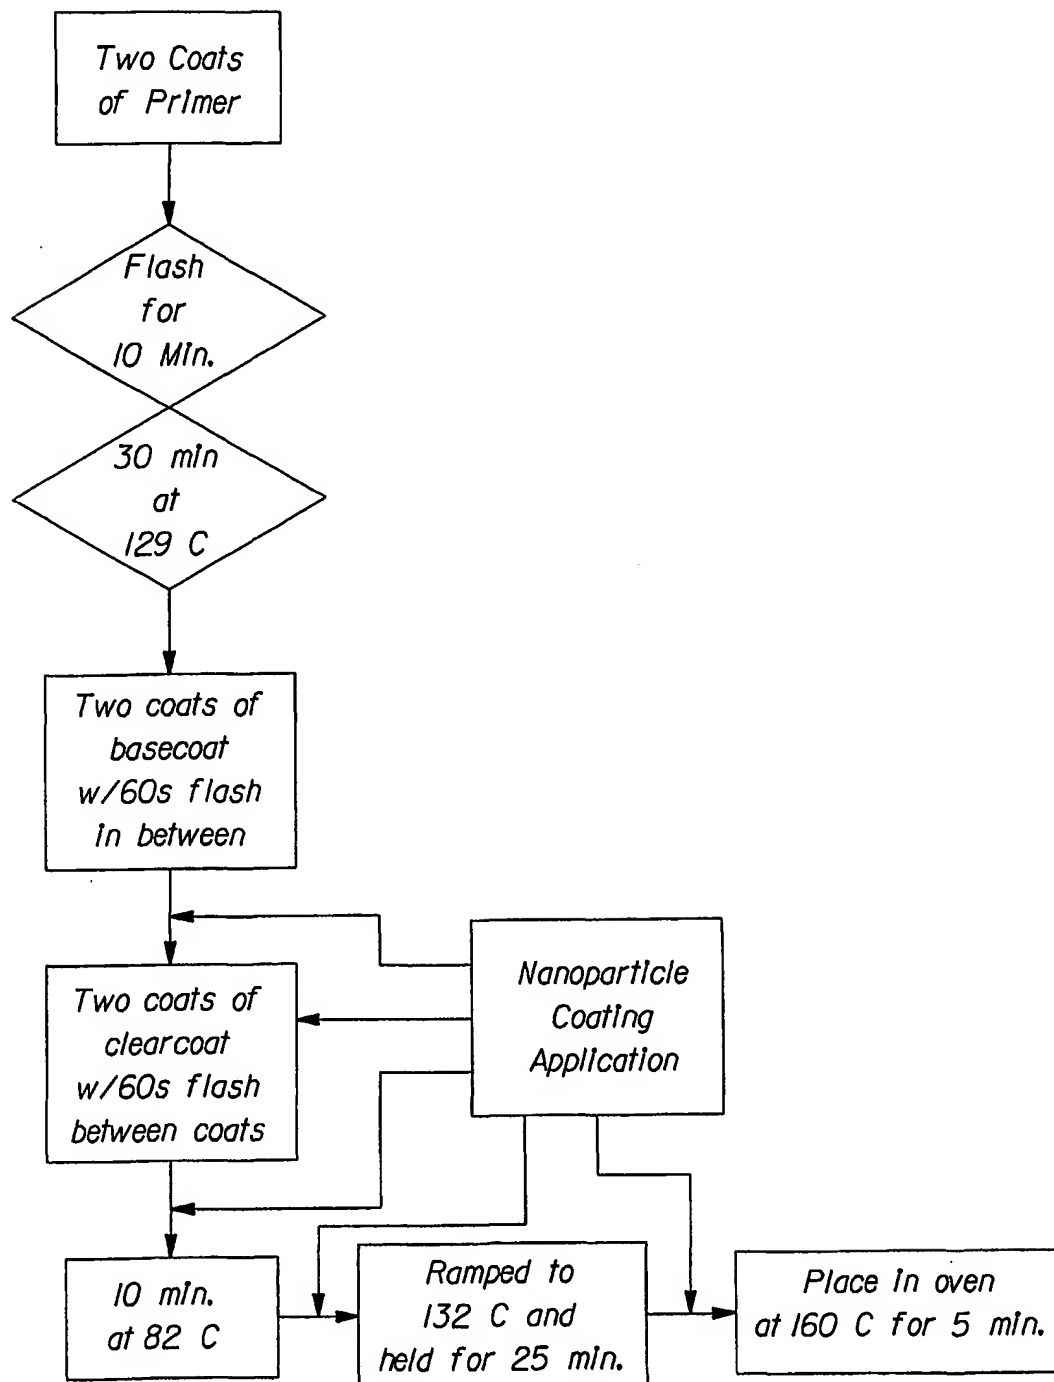 Two Coats
of Primer
Flash
for
10 Min.
30 min
at
129 C
Two coats of
basecoat
w/60s flash
in between
Nanoparticle
Coating
Application
Two coats of
clearcoat
w/60s flash
between coats
10 min.
at 82 C
Ramped to
132 C and
held for 25 min.
Place in oven
at 160 C for 5 min.